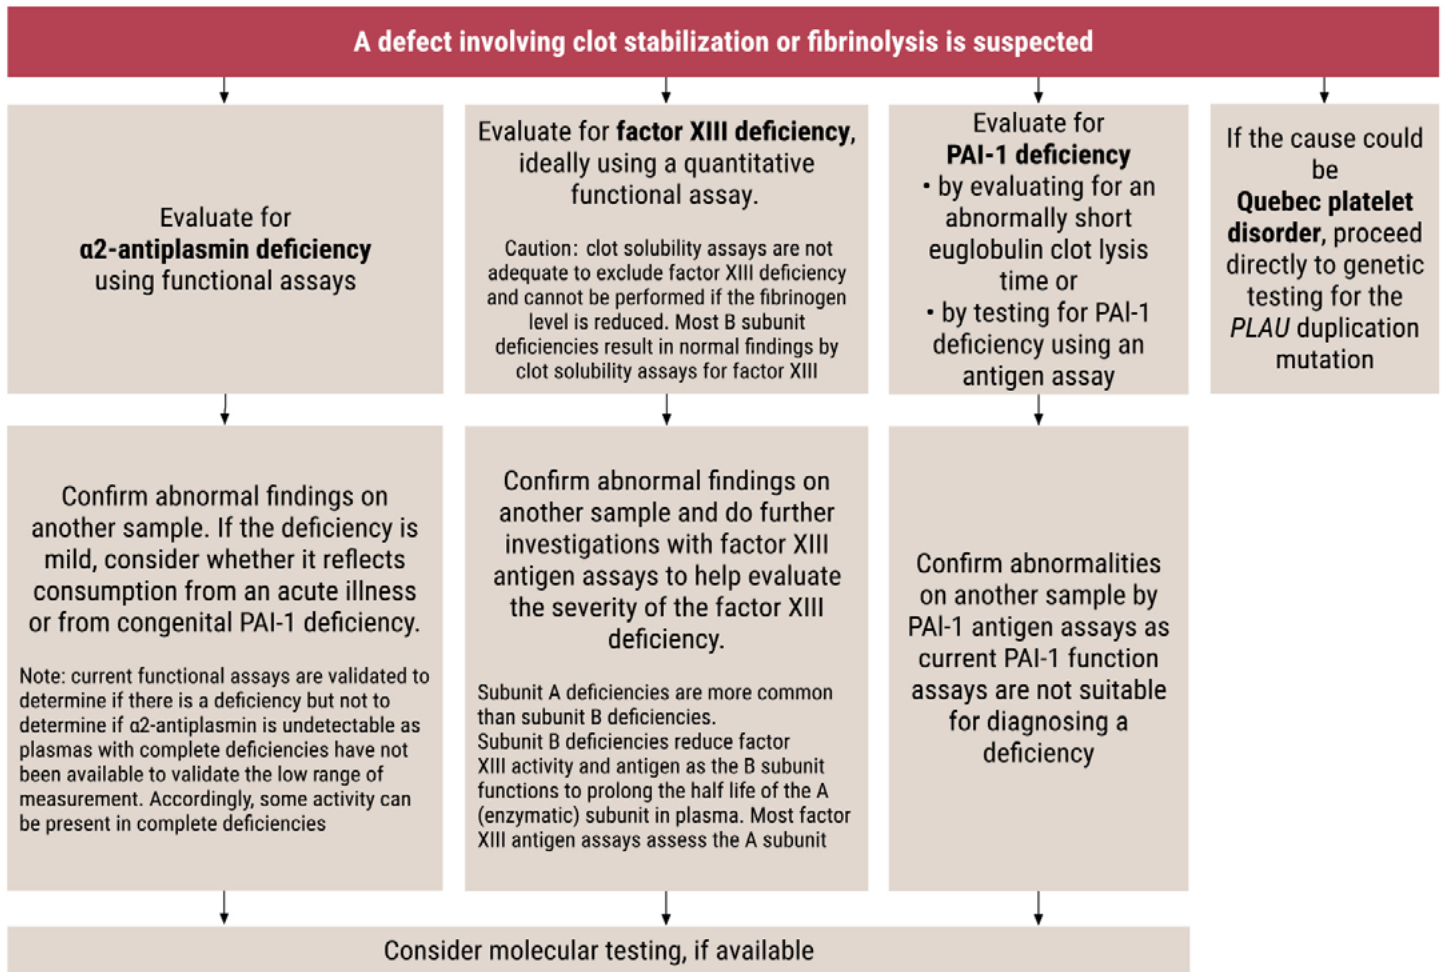 A defect involving clot stabilization or fibrinolysis is suspected
Evaluate for
α2-antiplasmin deficiency
using functional assays
Evaluate for factor XIII deficiency,
ideally using a quantitative
functional assay.
Caution: clot solubility assays are not
adequate to exclude factor XIII deficiency
and cannot be performed if the fibrinogen
level is reduced. Most B subunit
deficiencies result in normal findings by
clot solubility assays for factor XIII
Evaluate for
PAI-1 deficiency
• by evaluating for an
abnormally short
euglobulin clot lysis
time or
• by testing for PAI-1
deficiency using an
antigen assay
If the cause could
be
Quebec platelet
disorder, proceed
directly to genetic
testing for the
PLAU duplication
mutation
Confirm abnormal findings on
another sample. If the deficiency is
mild, consider whether it reflects
consumption from an acute illness
or from congenital PAI-1 deficiency.
Note: current functional assays are validated to
determine if there is a deficiency but not to
determine if α2-antiplasmin is undetectable as
plasmas with complete deficiencies have not
been available to validate the low range of
measurement. Accordingly, some activity can
be present in complete deficiencies
Confirm abnormal findings on
another sample and do further
investigations with factor XIII
antigen assays to help evaluate
the severity of the factor XIII
deficiency.
Subunit A deficiencies are more common
than subunit B deficiencies.
Subunit B deficiencies reduce factor
XIII activity and antigen as the B subunit
functions to prolong the half life of the A
(enzymatic) subunit in plasma. Most factor
XIII antigen assays assess the A subunit
Confirm abnormalities
on another sample by
PAI-1 antigen assays as
current PAI-1 function
assays are not suitable
for diagnosing a
deficiency
Consider molecular testing, if available